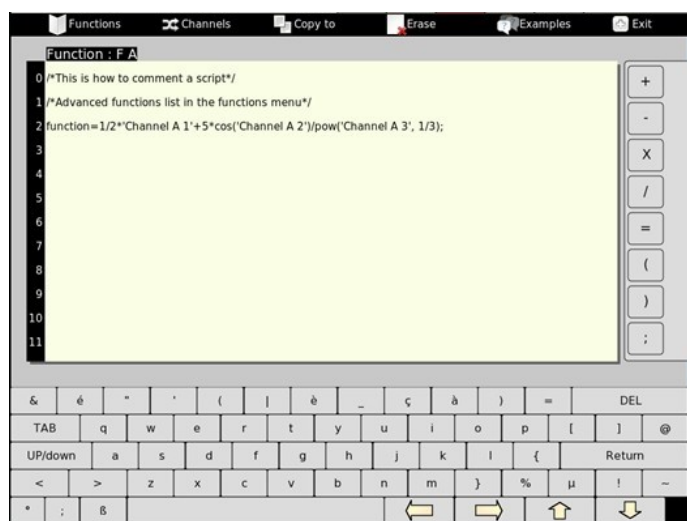 Functions Channels Copy to Erase Examples Exit
Function : F A
0 /*This is how to comment a script*/
1 /*Advanced functions list in the functions menu*/
2 function=1/2*'Channel A 1'+5*cos('Channel A 2')/pow('Channel A 3', 1/3);
3
4
5
6
7
8
9
10
11
+
-
X
/
=
(
)
;
& é " ' ( | è _ ç à ) = DEL
TAB q w e r t y u i o p [ ] @
UP/down a s d f g h j k l { Return
< > z x c v b n m } % µ ! ~
° ; ß